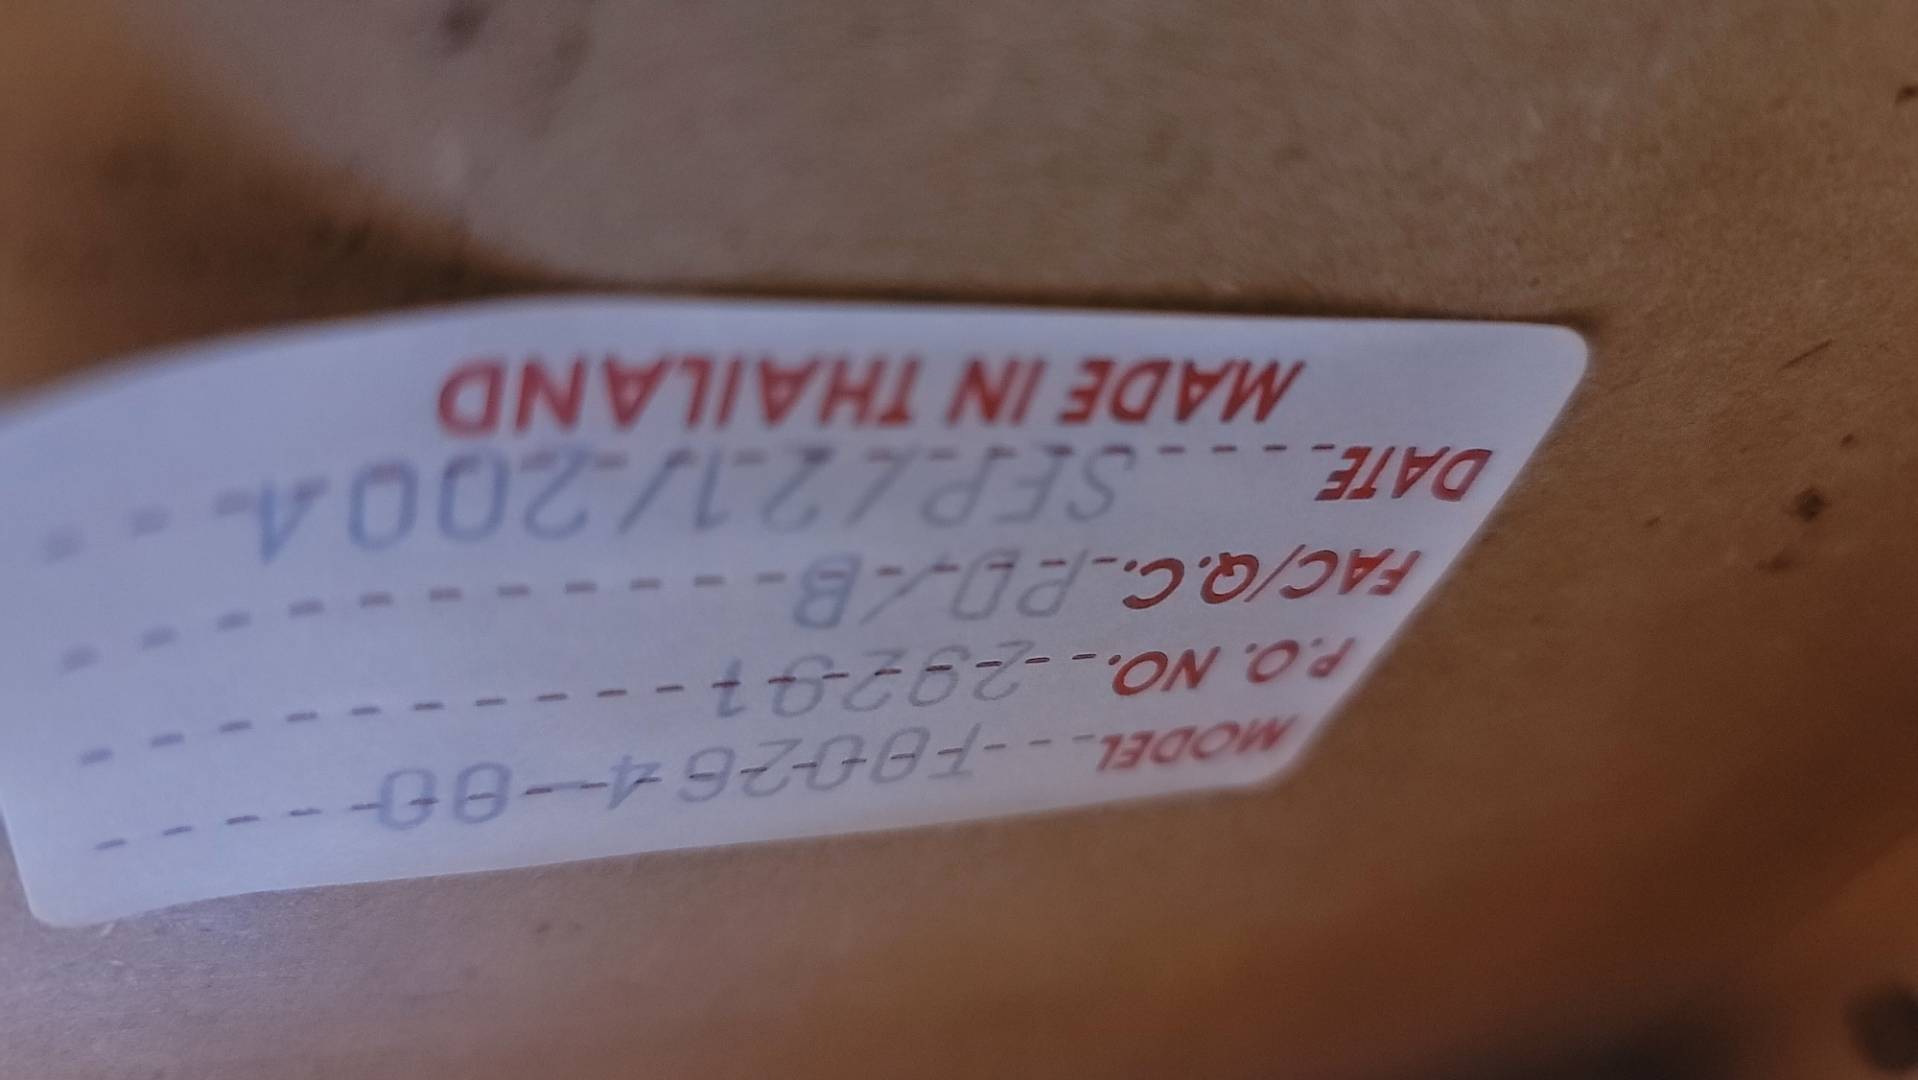 MODEL F00264-00
P.O. NO. 29291
FAC/Q.C. PD/B
DATE SEP/21/2004
MADE IN THAILAND